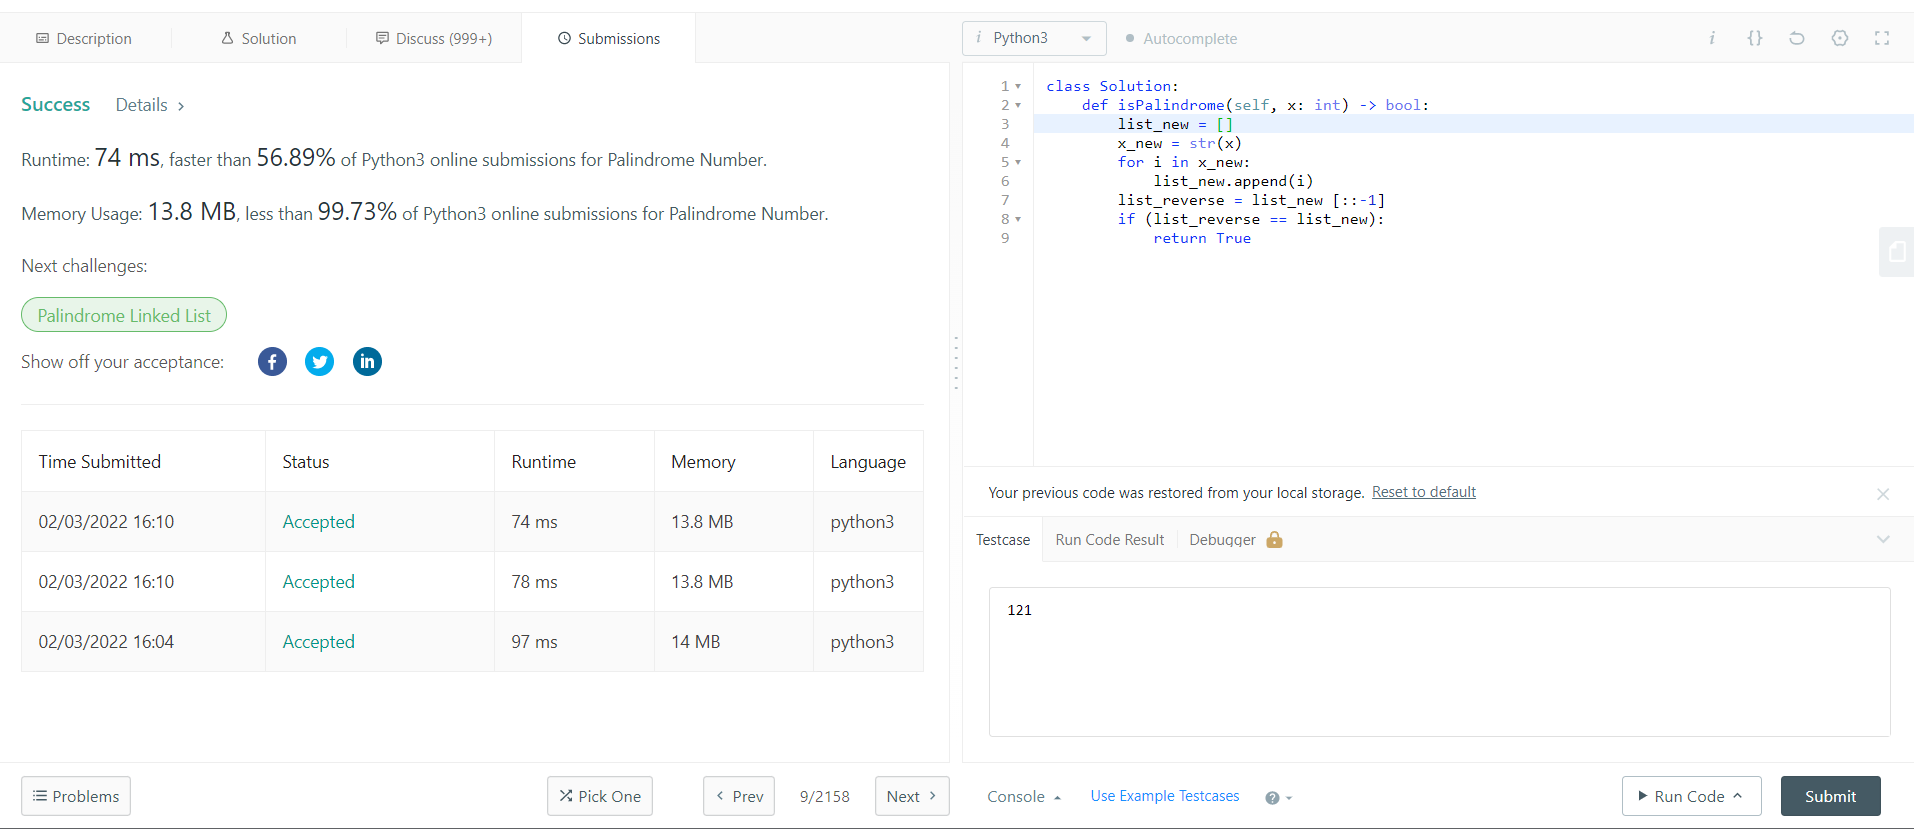 Description
Solution
Discuss (999+)
Submissions
Success Details >
Runtime: 74 ms, faster than 56.89% of Python3 online submissions for Palindrome Number.
Memory Usage: 13.8 MB, less than 99.73% of Python3 online submissions for Palindrome Number.
Next challenges:
Palindrome Linked List
Show off your acceptance: f in
Time Submitted Status Runtime Memory Language
02/03/2022 16:10 Accepted 74 ms 13.8 MB python3
02/03/2022 16:10 Accepted 78 ms 13.8 MB python3
02/03/2022 16:04 Accepted 97 ms 14 MB python3
Problems
Pick One
< Prev
9/2158
Next >
i Python3
Autocomplete
i {}
1 class Solution:
2     def isPalindrome(self, x: int) -> bool:
3         list_new = []
4         x_new = str(x)
5         for i in x_new:
6             list_new.append(i)
7         list_reverse = list_new [::-1]
8         if (list_reverse == list_new):
9             return True
Your previous code was restored from your local storage. Reset to default
Testcase
Run Code Result
Debugger
121
Console
Use Example Testcases
?
Run Code
Submit